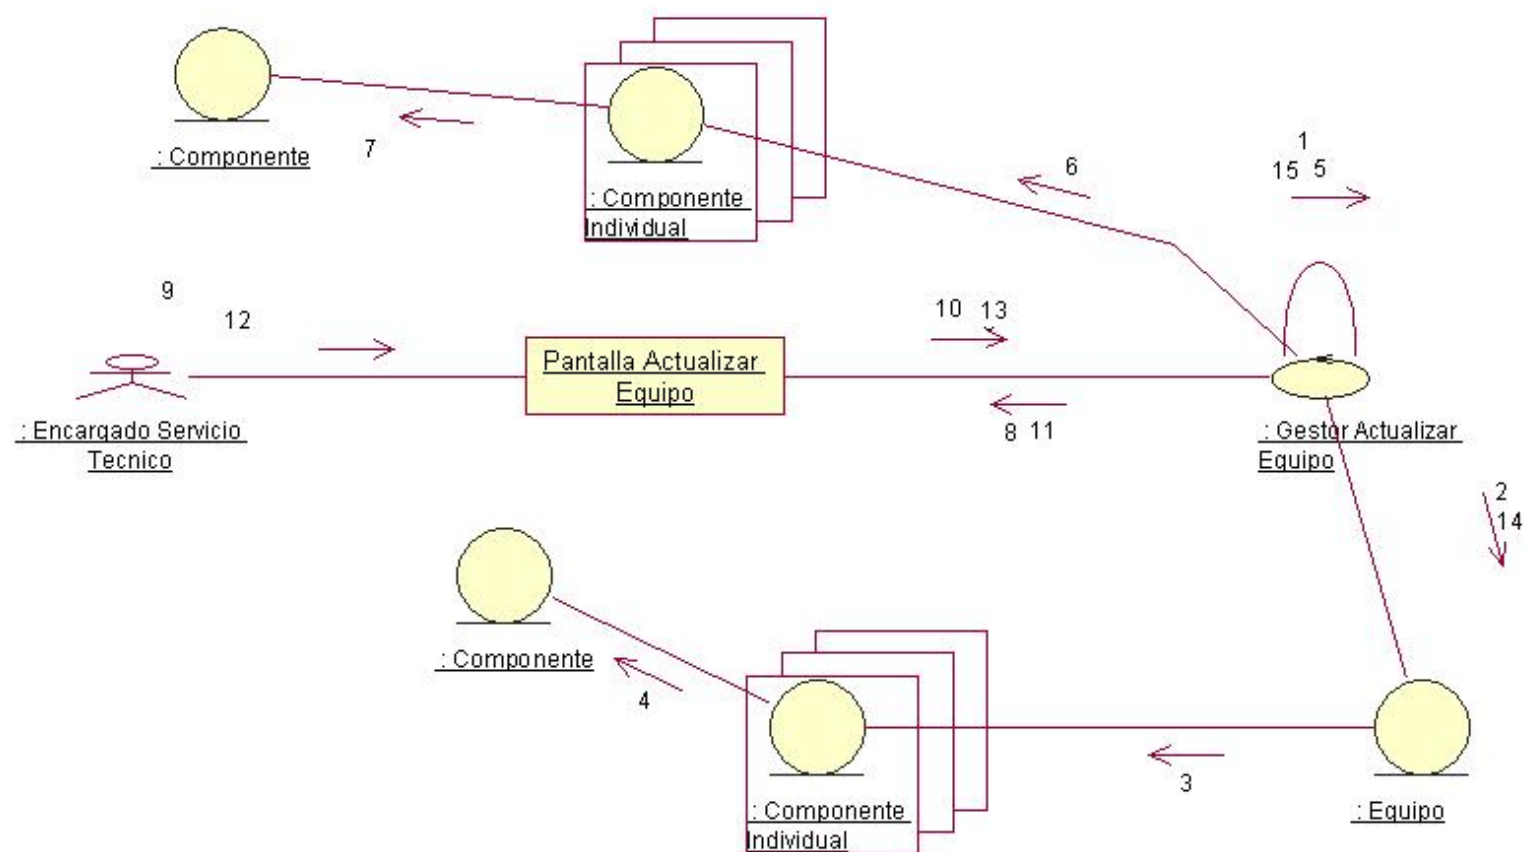 1
15 5
6
7
: Componente
: Componente
Individual
9
12
10 13
Pantalla Actualizar
Equipo
8 11
: Encargado Servicio
Tecnico
: Gestor Actualizar
Equipo
2
14
: Componente
4
3
: Componente
Individual
: Equipo